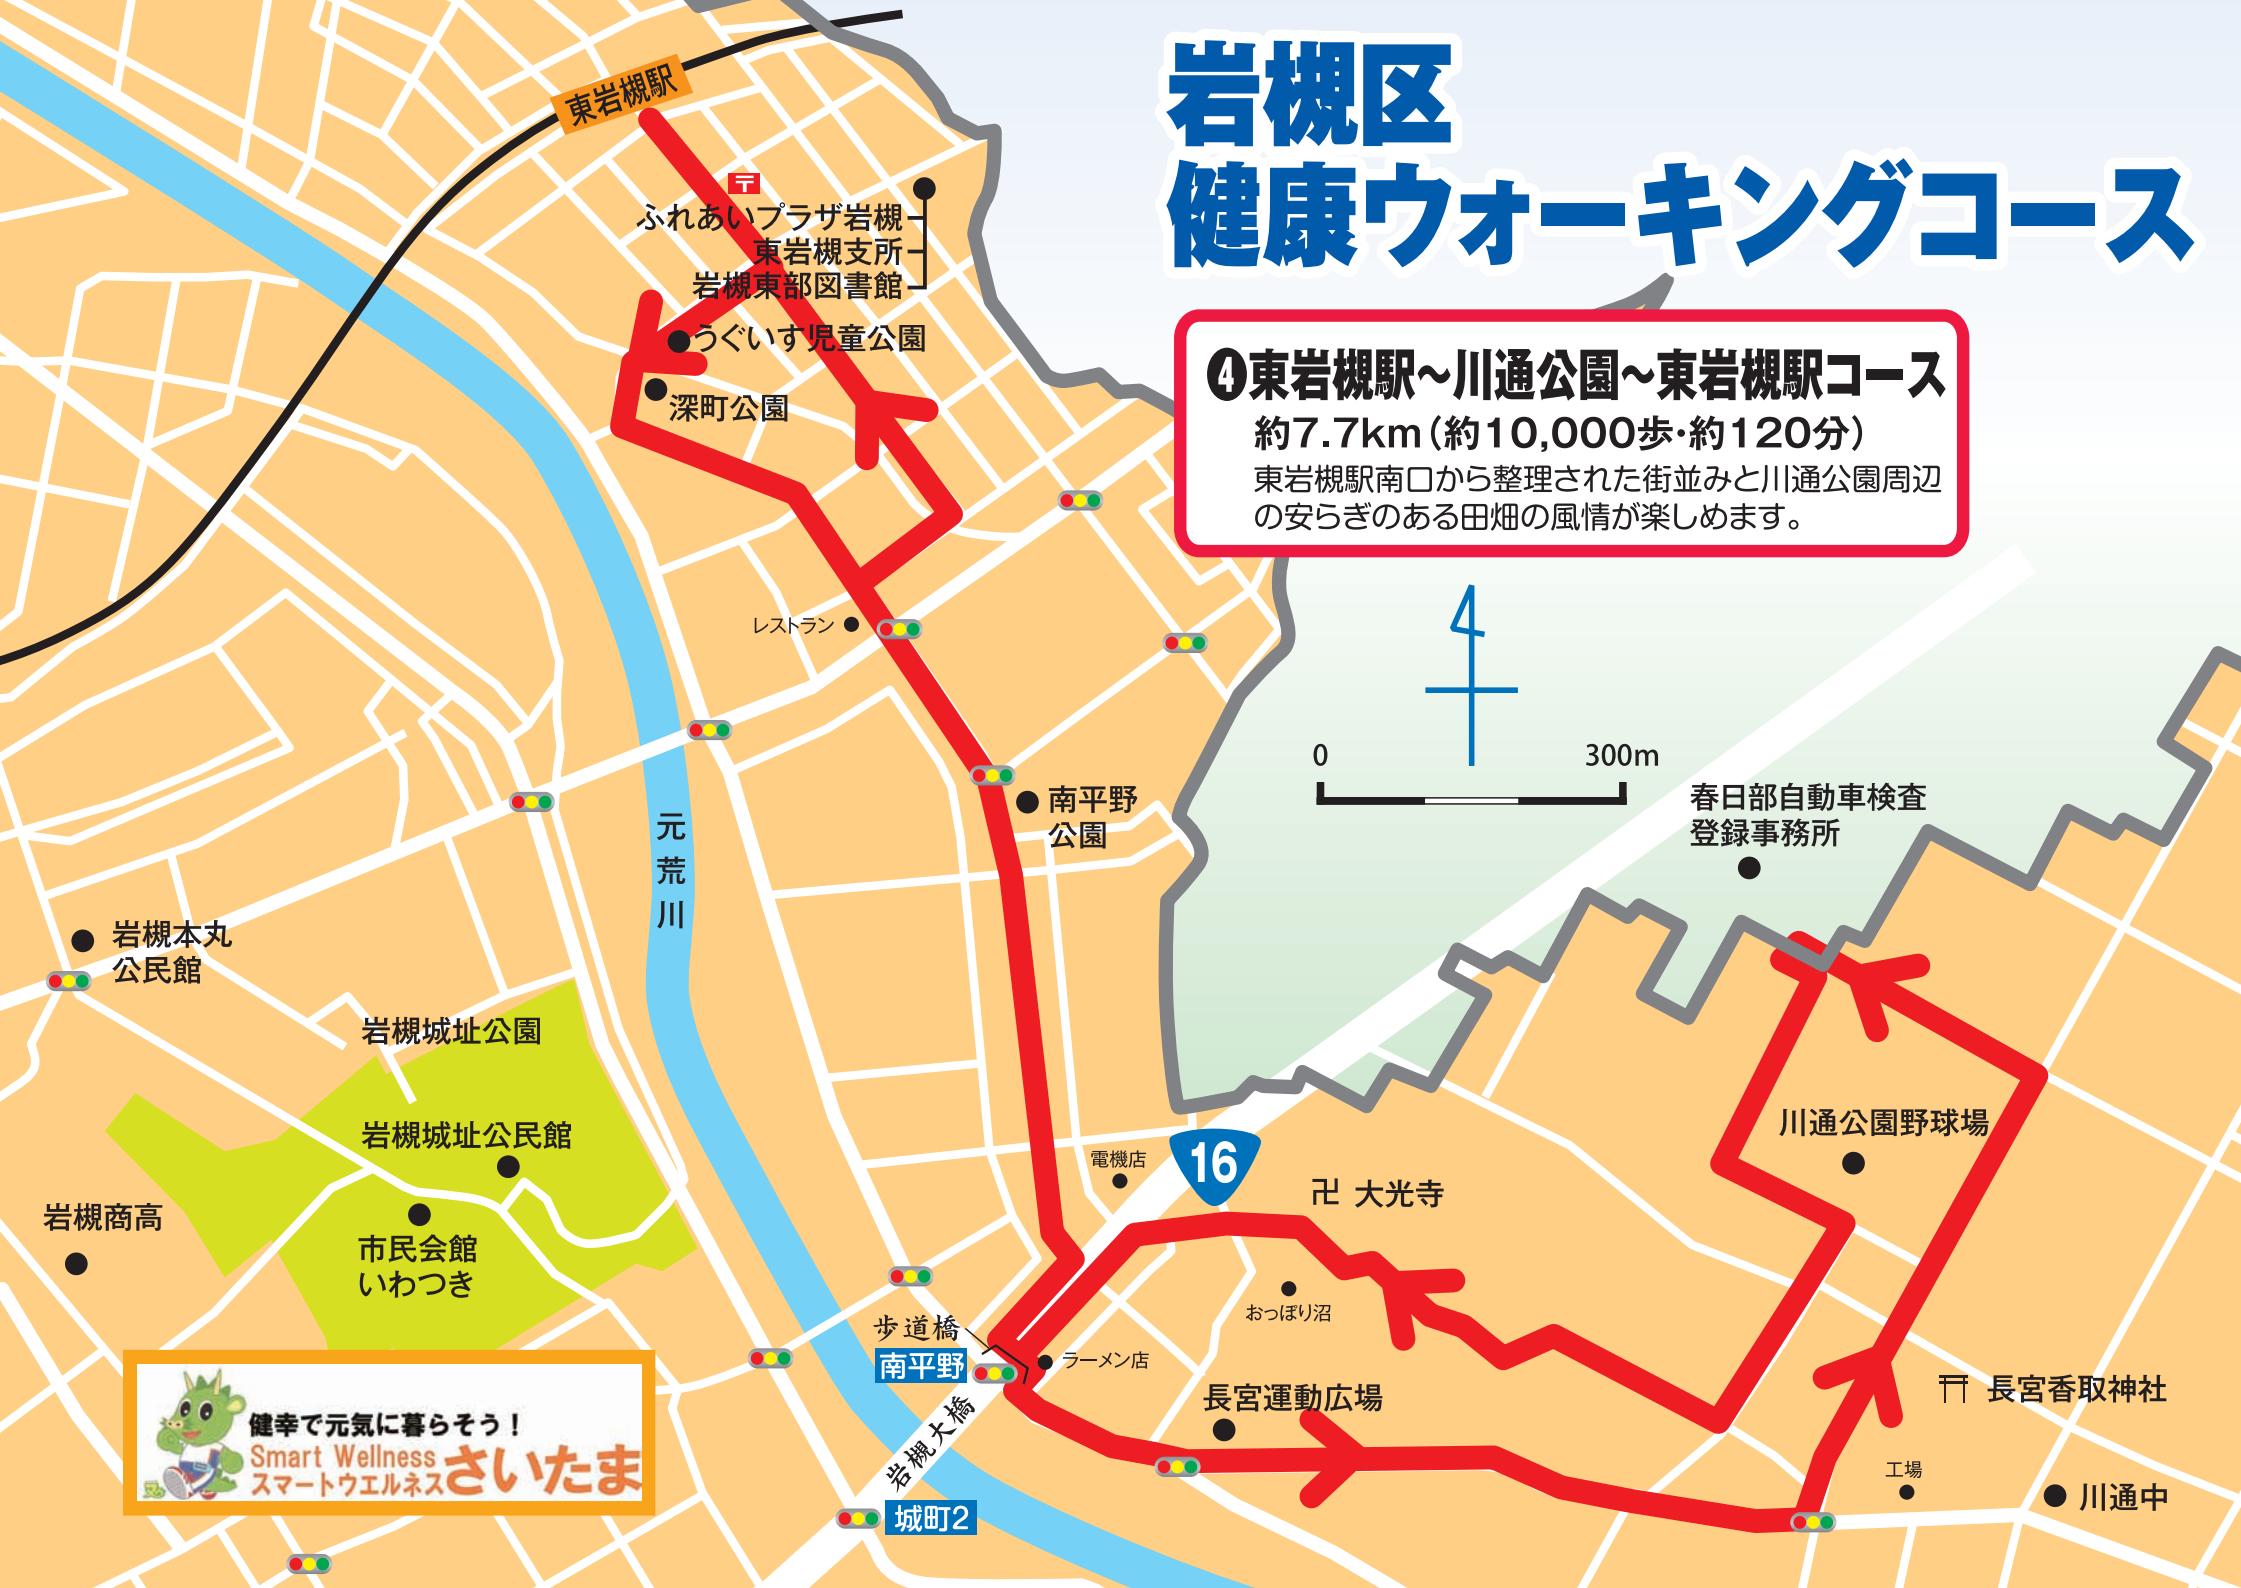 岩槻区
健康ウォーキングコース
❹東岩槻駅～川通公園～東岩槻駅コース
約7.7km（約10,000歩・約120分）
東岩槻駅南口から整理された街並みと川通公園周辺
の安らぎのある田畑の風情が楽しめます。
東岩槻駅
〒
ふれあいプラザ岩槻
東岩槻支所
岩槻東部図書館
うぐいす児童公園
深町公園
レストラン
0 300m
南平野
公園
春日部自動車検査
登録事務所
元荒川
岩槻本丸
公民館
岩槻城址公園
岩槻城址公民館
岩槻商高
市民会館
いわつき
電機店
16
卍 大光寺
川通公園野球場
おっぽり沼
歩道橋
南平野
ラーメン店
長宮運動広場
長宮香取神社
岩槻大橋
城町2
工場
川通中
健幸で元気に暮らそう！
Smart Wellness
スマートウエルネス
さいたま